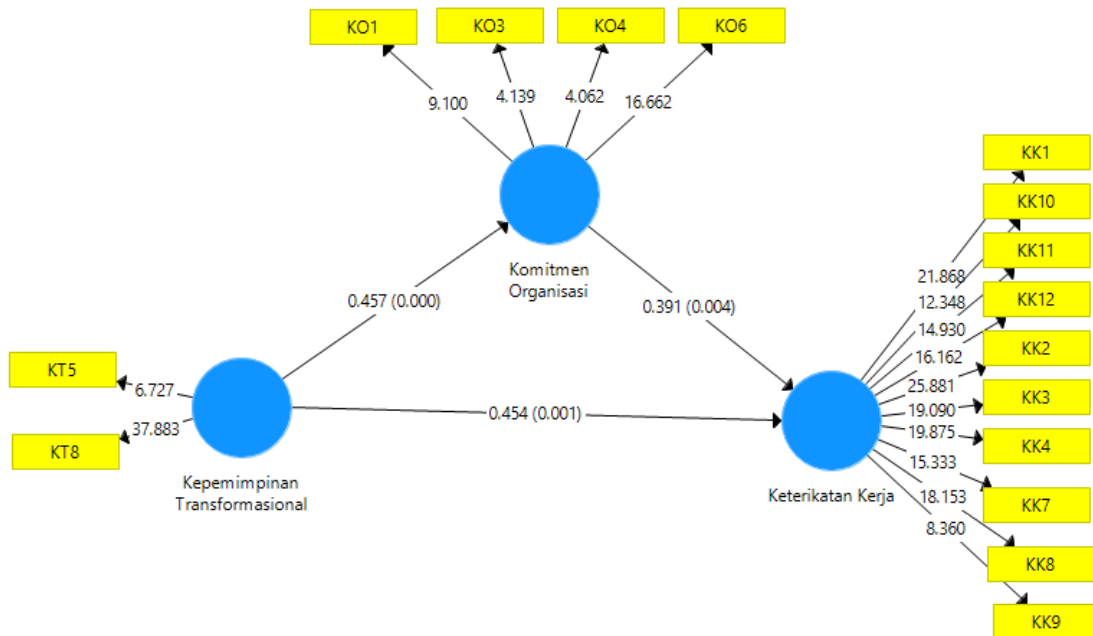 KO1
KO3
KO4
KO6
9.100
4.139
4.062
16.662
Komitmen
Organisasi
0.457 (0.000)
0.391 (0.004)
KT5
KT8
6.727
37.883
Kepemimpinan
Transformasional
0.454 (0.001)
Keterikatan Kerja
21.868
12.348
14.930
16.162
25.881
19.090
19.875
15.333
18.153
8.360
KK1
KK10
KK11
KK12
KK2
KK3
KK4
KK7
KK8
KK9